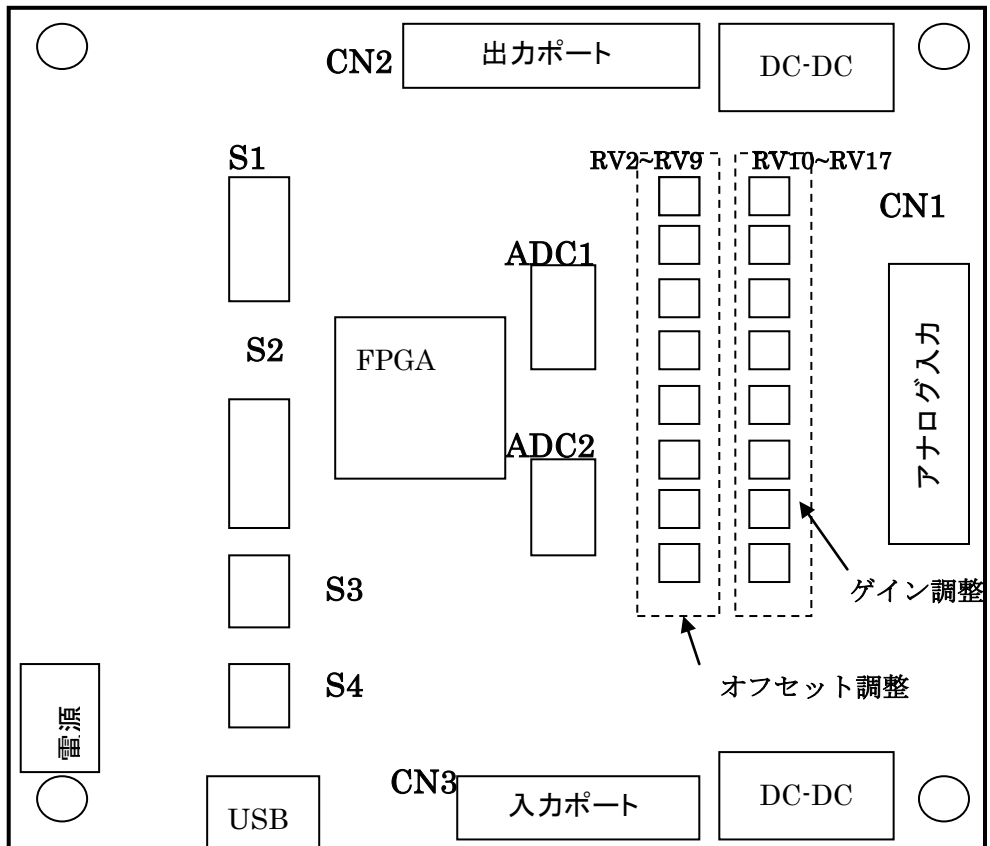 CN2
出力ポート
DC-DC
S1
RV2~RV9
RV10~RV17
CN1
ADC1
アナログ入力
S2
FPGA
ADC2
S3
ゲイン調整
S4
オフセット調整
電源
CN3
入力ポート
DC-DC
USB